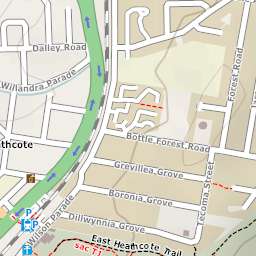 Dalley Road
Willandra Parade
Forest Road
Bottle Forest Road
Heathcote
Grevillea Grove
Tecoma Street
Boronia Grove
Wilson Parade
Dillwynnia Grove
P
P
East Heathcote Trail